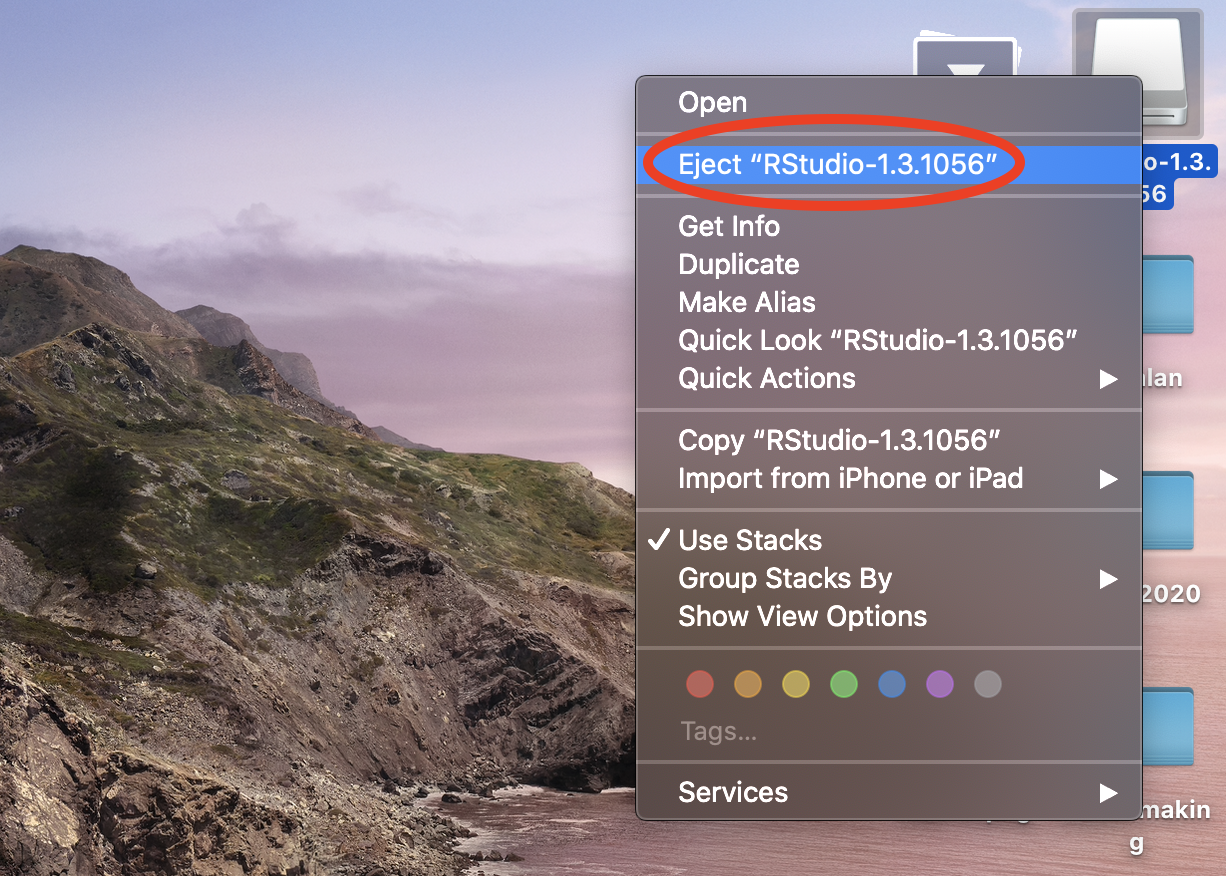 Open
Eject “RStudio-1.3.1056”
Get Info
Duplicate
Make Alias
Quick Look “RStudio-1.3.1056”
Quick Actions
Copy “RStudio-1.3.1056”
Import from iPhone or iPad
Use Stacks
Group Stacks By
Show View Options
Tags...
Services
o-1.3.
56
lan
2020
making
g